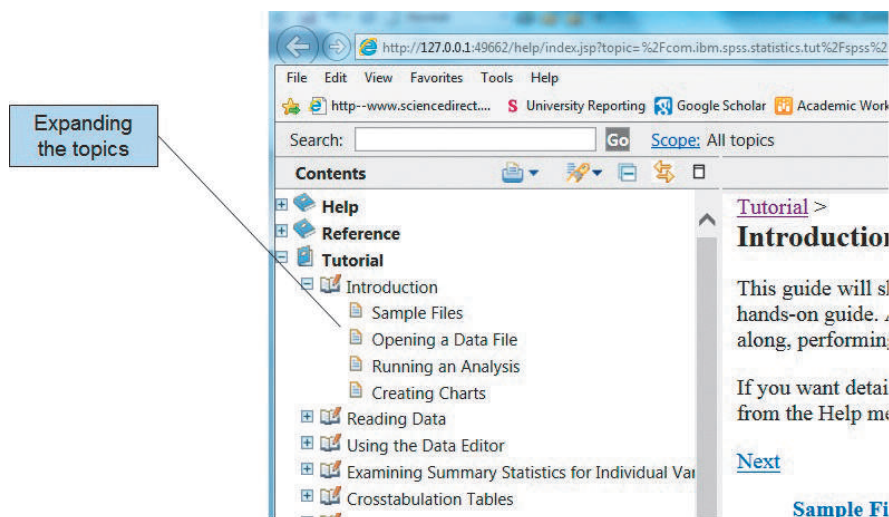 http://127.0.0.1:49662/help/index.jsp?topic=%2Fcom.ibm.spss.statistics.tut%2Fspss%2
File Edit View Favorites Tools Help
http--www.sciencedirect.... S University Reporting Google Scholar Academic Work
Expanding
the topics
Search: Go Scope: All topics
Contents
Help
Reference
Tutorial
Introduction
Sample Files
Opening a Data File
Running an Analysis
Creating Charts
Reading Data
Using the Data Editor
Examining Summary Statistics for Individual Var
Crosstabulation Tables
Tutorial >
Introduction
This guide will sl
hands-on guide. A
along, performing
If you want detai
from the Help me
Next
Sample Fi